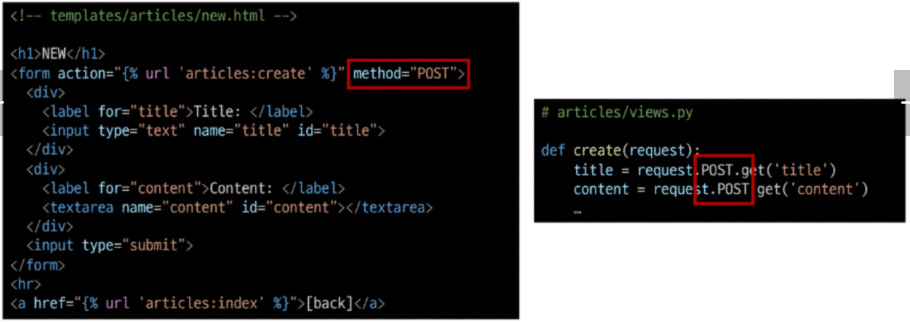 <!-- templates/articles/new.html -->
<h1>NEW</h1>
<form action="{% url 'articles:create' %}" method="POST">
  <div>
    <label for="title">Title: </label>
    <input type="text" name="title" id="title">
  </div>
  <div>
    <label for="content">Content: </label>
    <textarea name="content" id="content"></textarea>
  </div>
  <input type="submit">
</form>
<hr>
<a href="{% url 'articles:index' %}">[back]</a>
# articles/views.py
def create(request):
    title = request.POST.get('title')
    content = request.POST.get('content')
    …